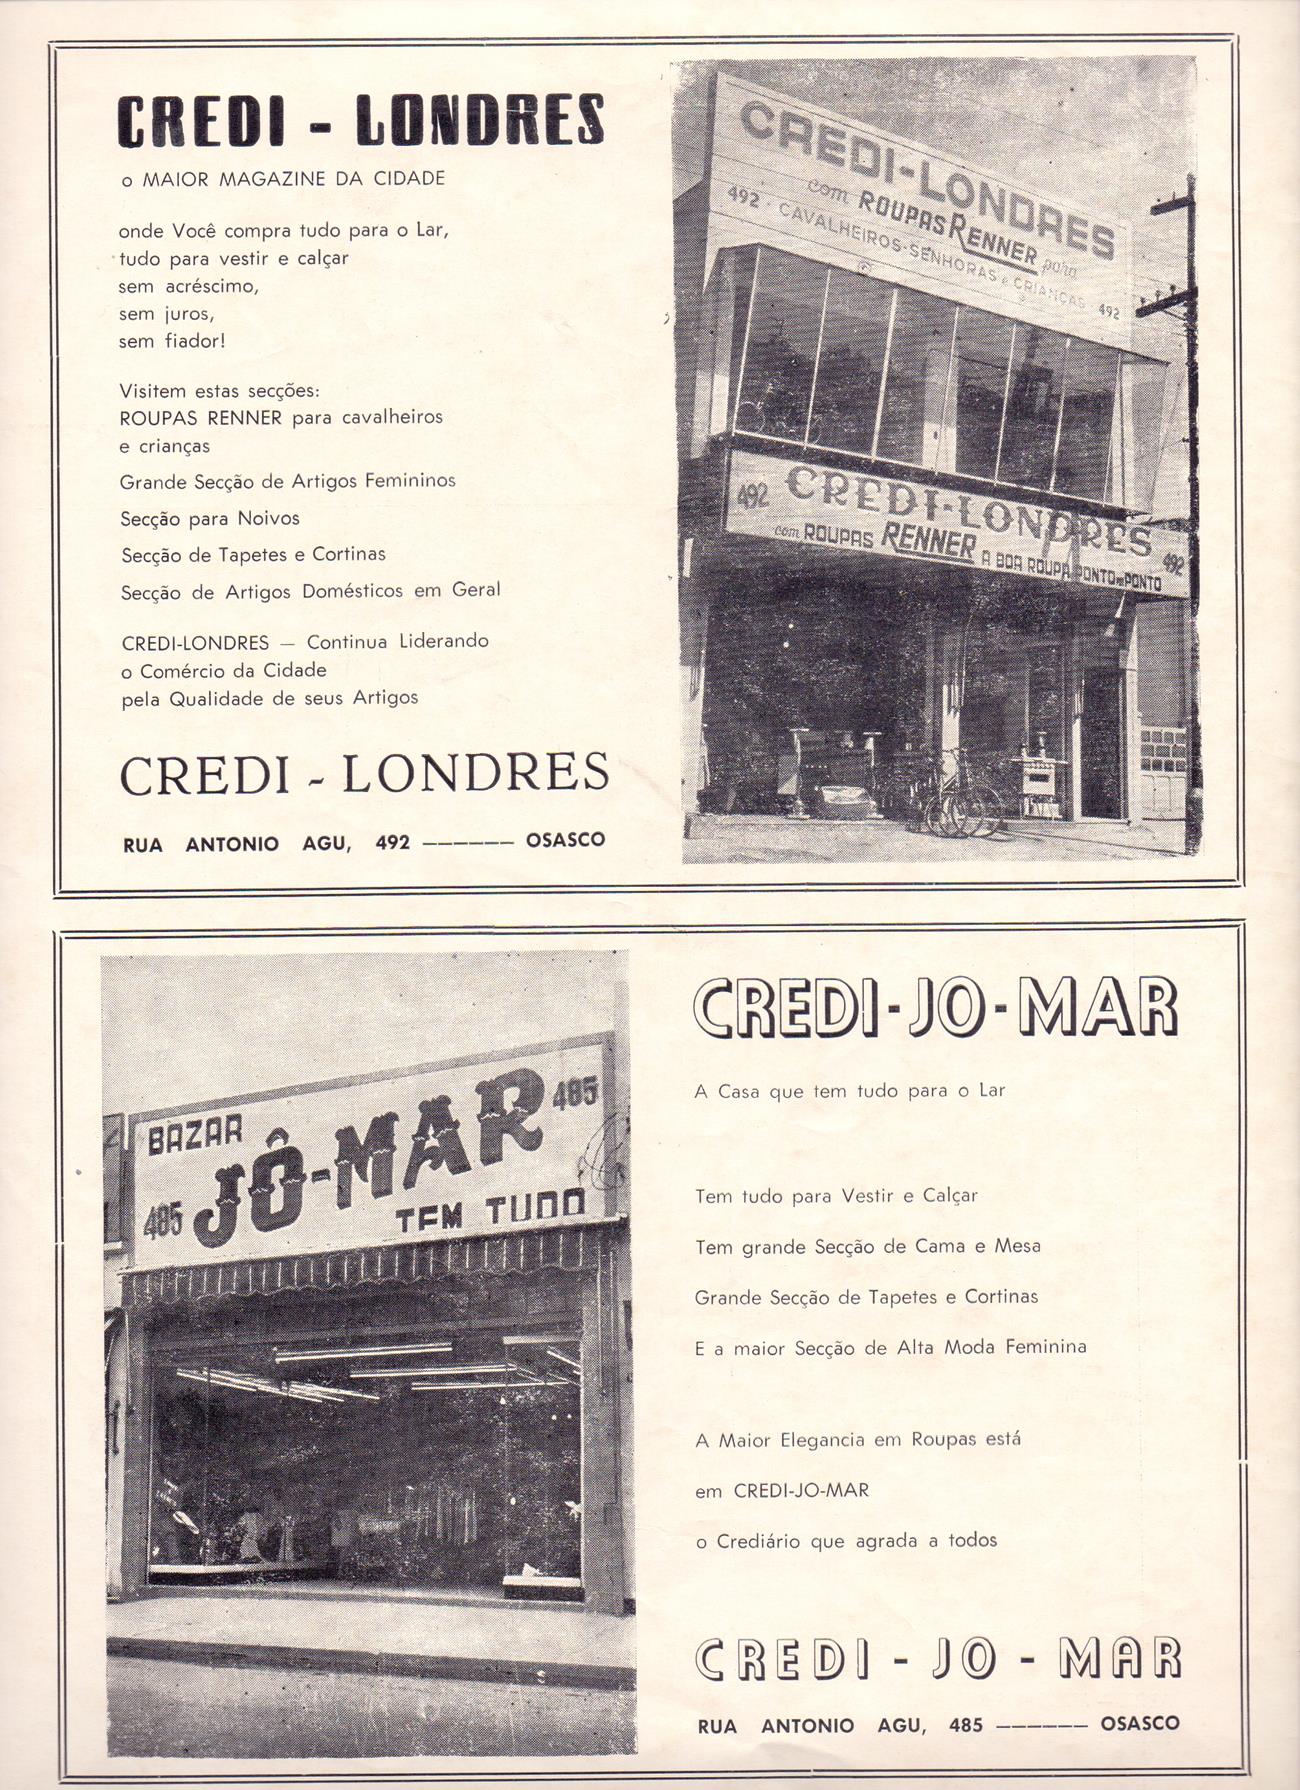 CREDI - LONDRES
o MAIOR MAGAZINE DA CIDADE
onde Você compra tudo para o Lar,
tudo para vestir e calçar
sem acréscimo,
sem juros,
sem fiador!
Visitem estas secções:
ROUPAS RENNER para cavalheiros
e crianças
Grande Secção de Artigos Femininos
Secção para Noivos
Secção de Tapetes e Cortinas
Secção de Artigos Domésticos em Geral
CREDI-LONDRES — Continua Liderando
o Comércio da Cidade
pela Qualidade de seus Artigos
CREDI - LONDRES
RUA ANTONIO AGU, 492 —————— OSASCO
CREDI-LONDRES
com ROUPAS RENNER para
492 · CAVALHEIROS-SENHORAS e CRIANÇAS · 492
492 CREDI-LONDRES 492
com ROUPAS RENNER A BOA ROUPA PONTO POR PONTO
BAZAR
JÔ-MAR 485
485 TEM TUDO
CREDI-JO-MAR
A Casa que tem tudo para o Lar
Tem tudo para Vestir e Calçar
Tem grande Secção de Cama e Mesa
Grande Secção de Tapetes e Cortinas
E a maior Secção de Alta Moda Feminina
A Maior Elegancia em Roupas está
em CREDI-JO-MAR
o Crediário que agrada a todos
CREDI - JO - MAR
RUA ANTONIO AGU, 485 —————— OSASCO